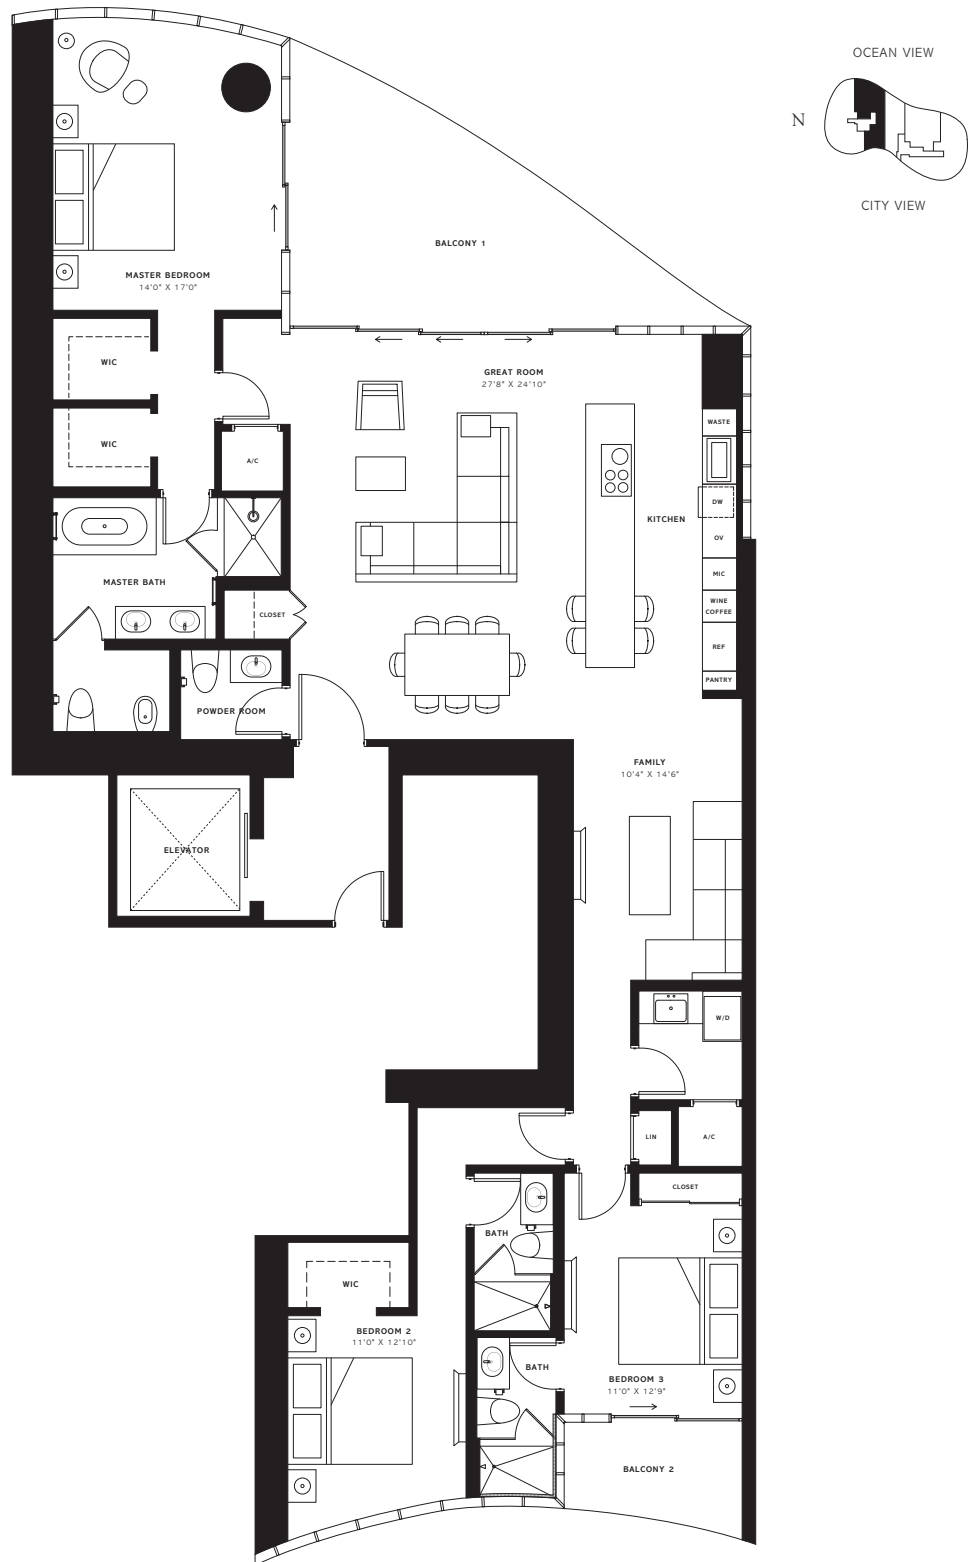 OCEAN VIEW
N
CITY VIEW
BALCONY 1
MASTER BEDROOM
14'0" X 17'0"
WIC
GREAT ROOM
27'8" X 24'10"
WASTE
WIC
A/C
DW
KITCHEN
OV
MIC
MASTER BATH
WINE
COFFEE
CLOSET
REF
PANTRY
POWDER ROOM
FAMILY
10'4" X 14'6"
ELEVATOR
W/D
LIN
A/C
CLOSET
BATH
WIC
BEDROOM 2
11'0" X 12'10"
BATH
BEDROOM 3
11'0" X 12'9"
BALCONY 2